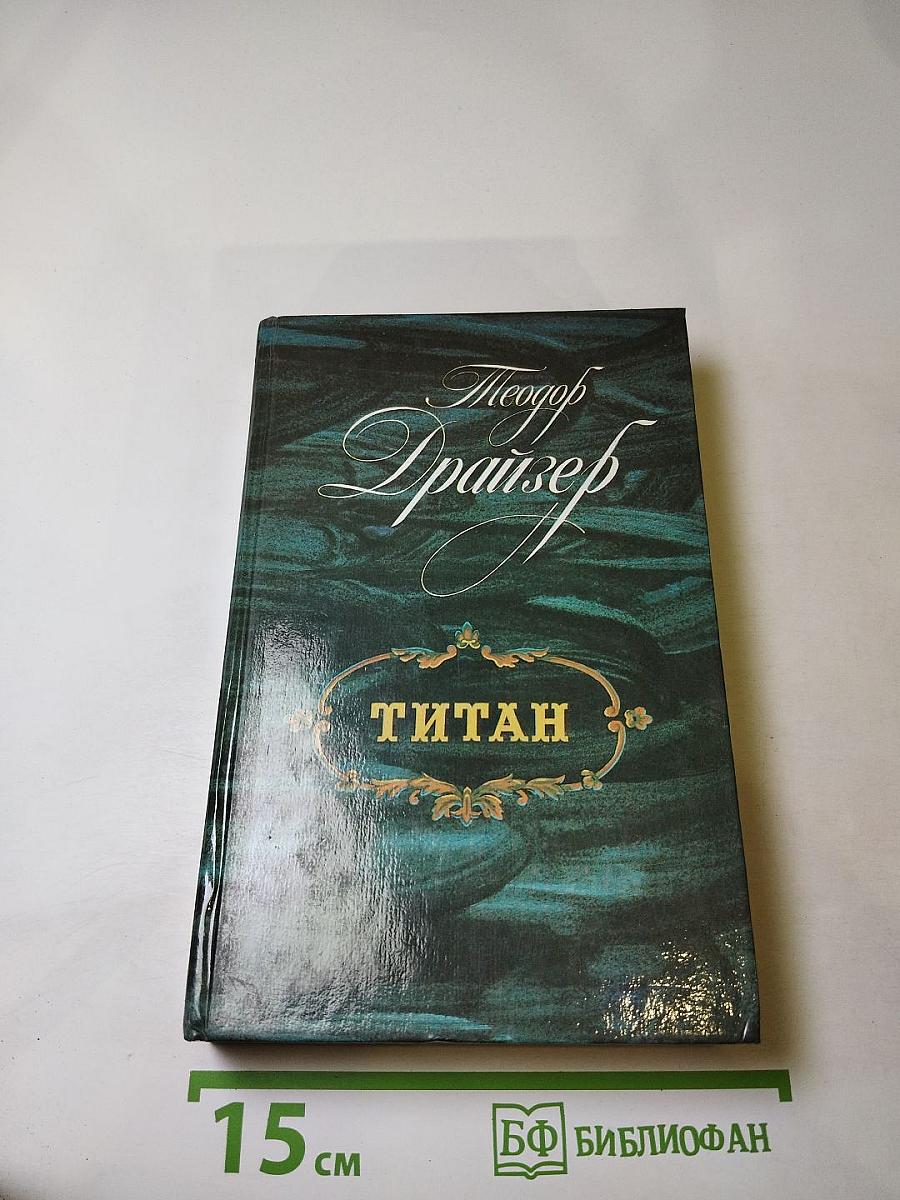 Теодор
Драйзер
ТИТАН
15 см
БФ БИБЛИОФАН